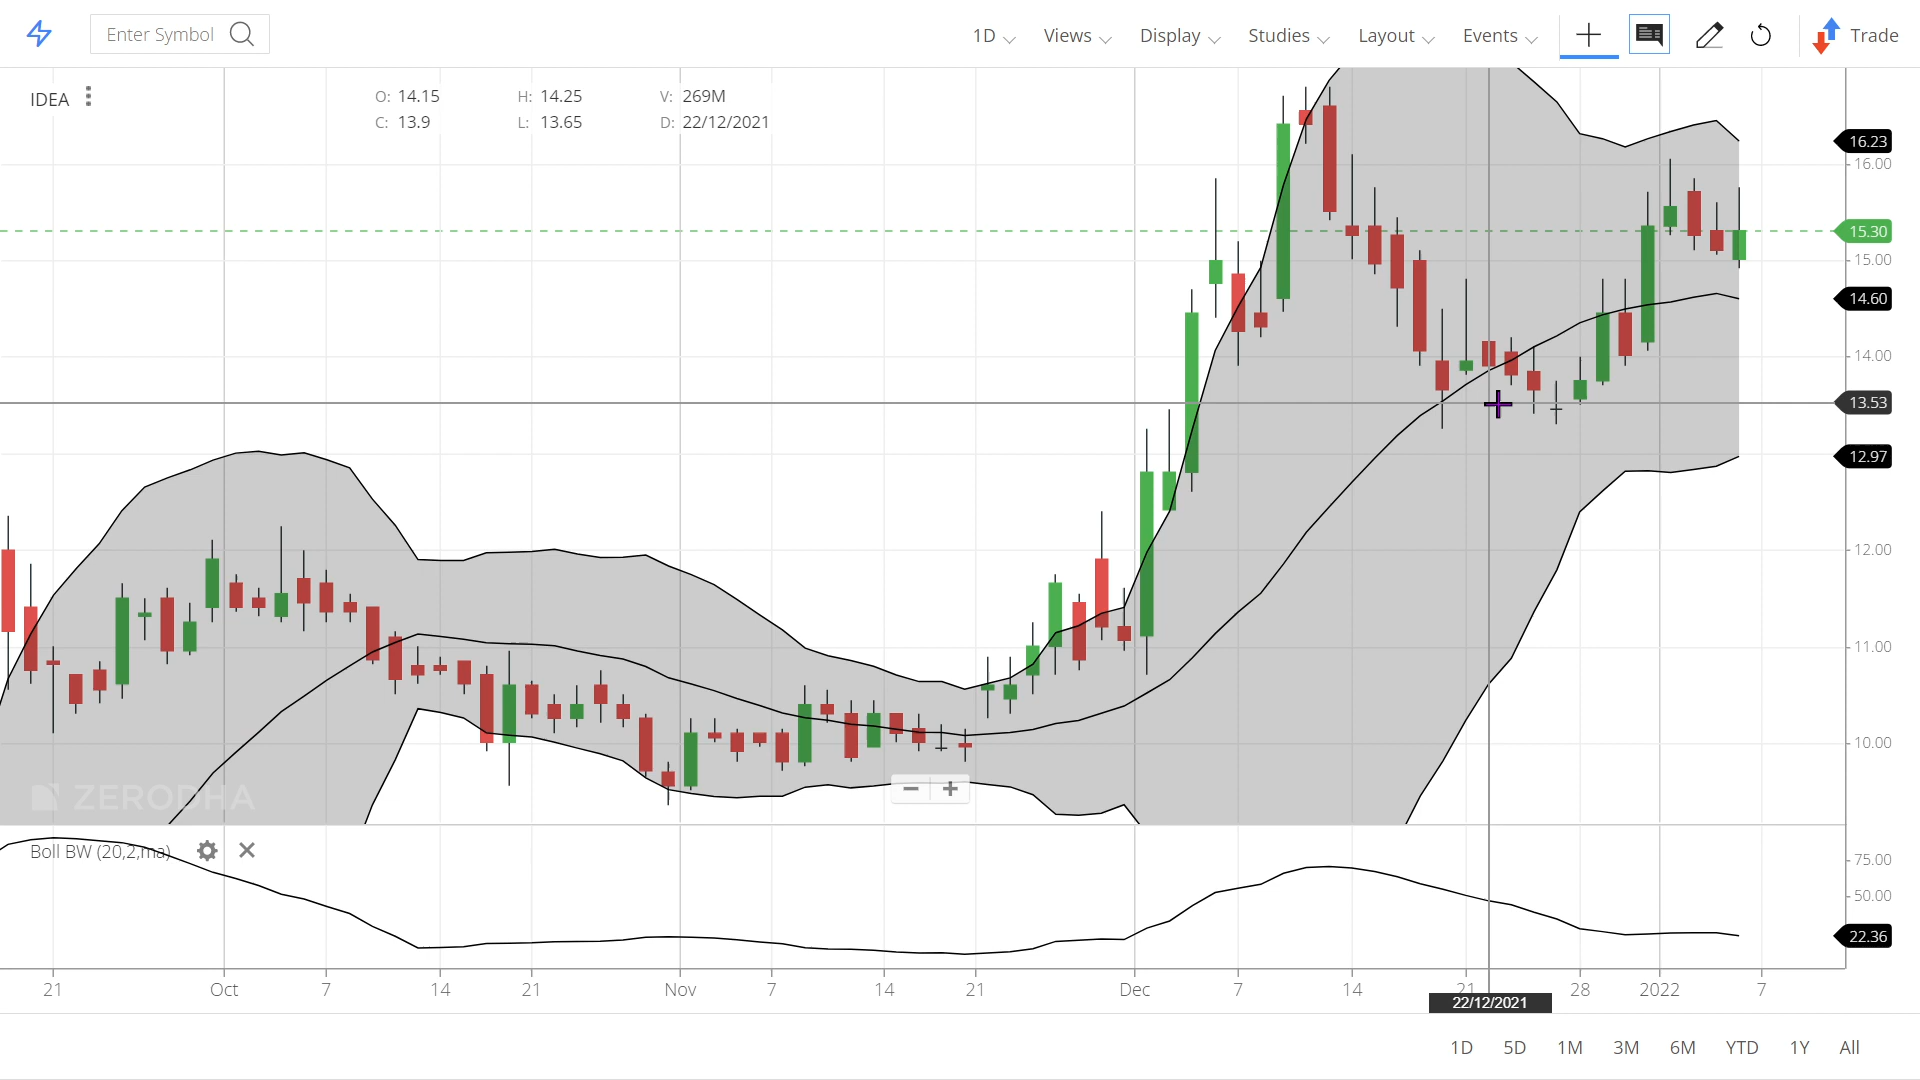 Enter Symbol
1D Views Display Studies Layout Events Trade
IDEA
O: 14.15 H: 14.25 V: 269M
C: 13.9 L: 13.65 D: 22/12/2021
16.23
16.00
15.30
15.00
14.60
14.00
13.53
12.97
12.00
11.00
10.00
ZERODHA
Boll BW (20,2,ma)
75.00
50.00
22.36
21 Oct 7 14 21 Nov 7 14 21 Dec 7 14 21 28 2022 7
22/12/2021
1D 5D 1M 3M 6M YTD 1Y All